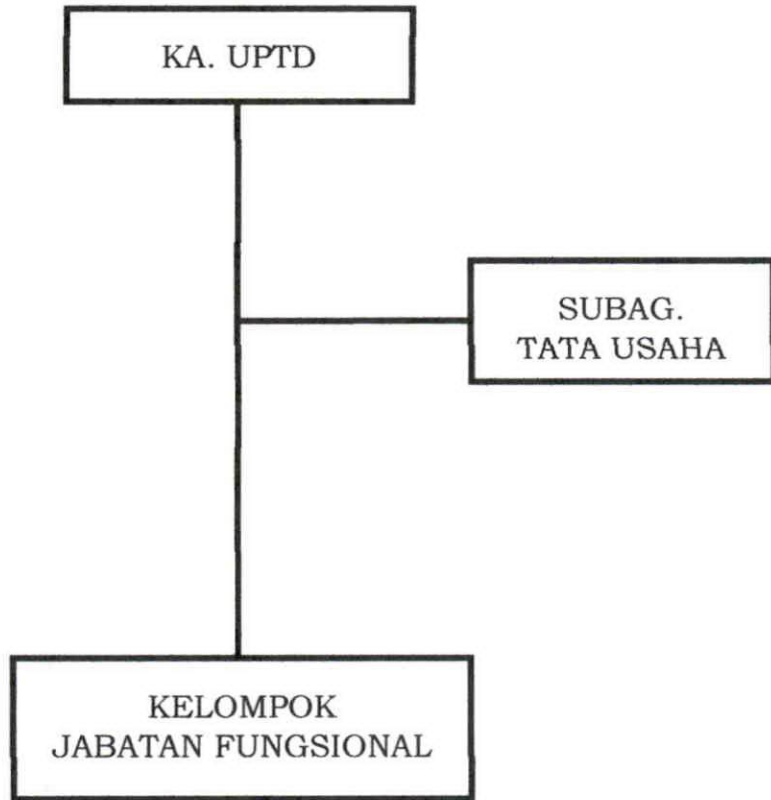 KA. UPTD
SUBAG.
TATA USAHA
KELOMPOK
JABATAN FUNGSIONAL